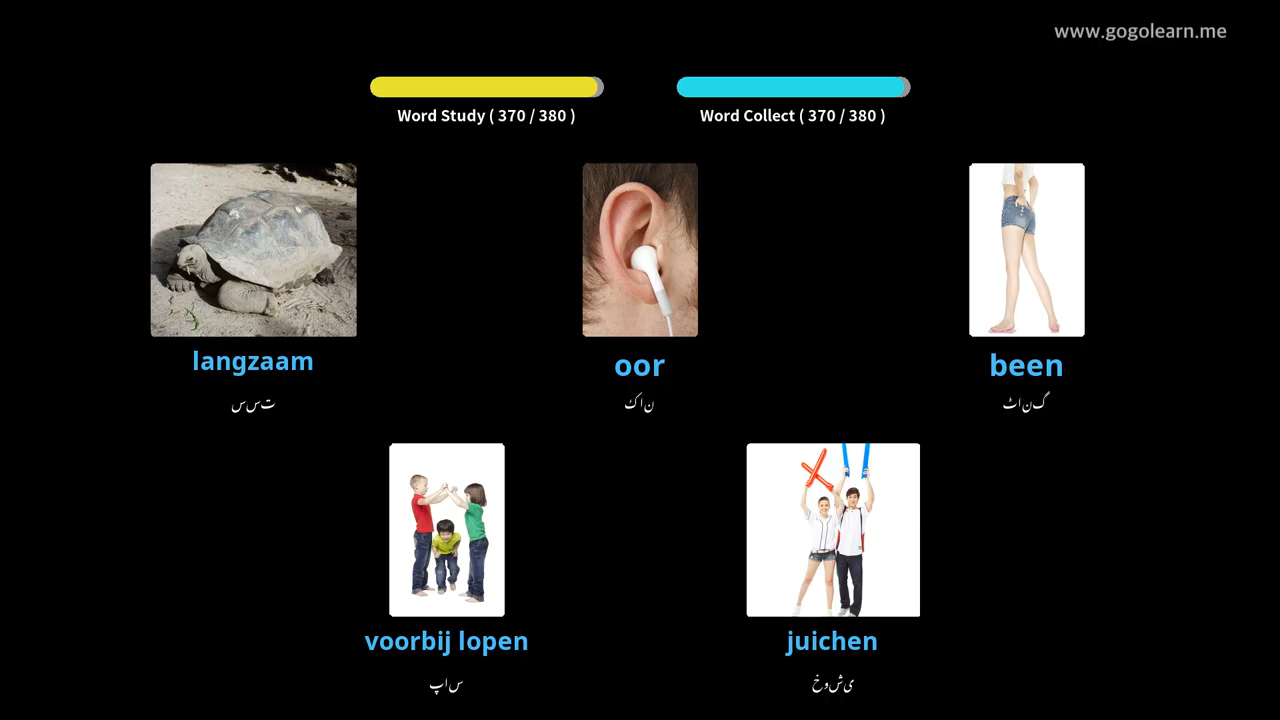 www.gogolearn.me
Word Study ( 370 / 380 )
Word Collect ( 370 / 380 )
langzaam
سست
oor
کان
been
ٹانگ
voorbij lopen
پاس
juichen
خوشی